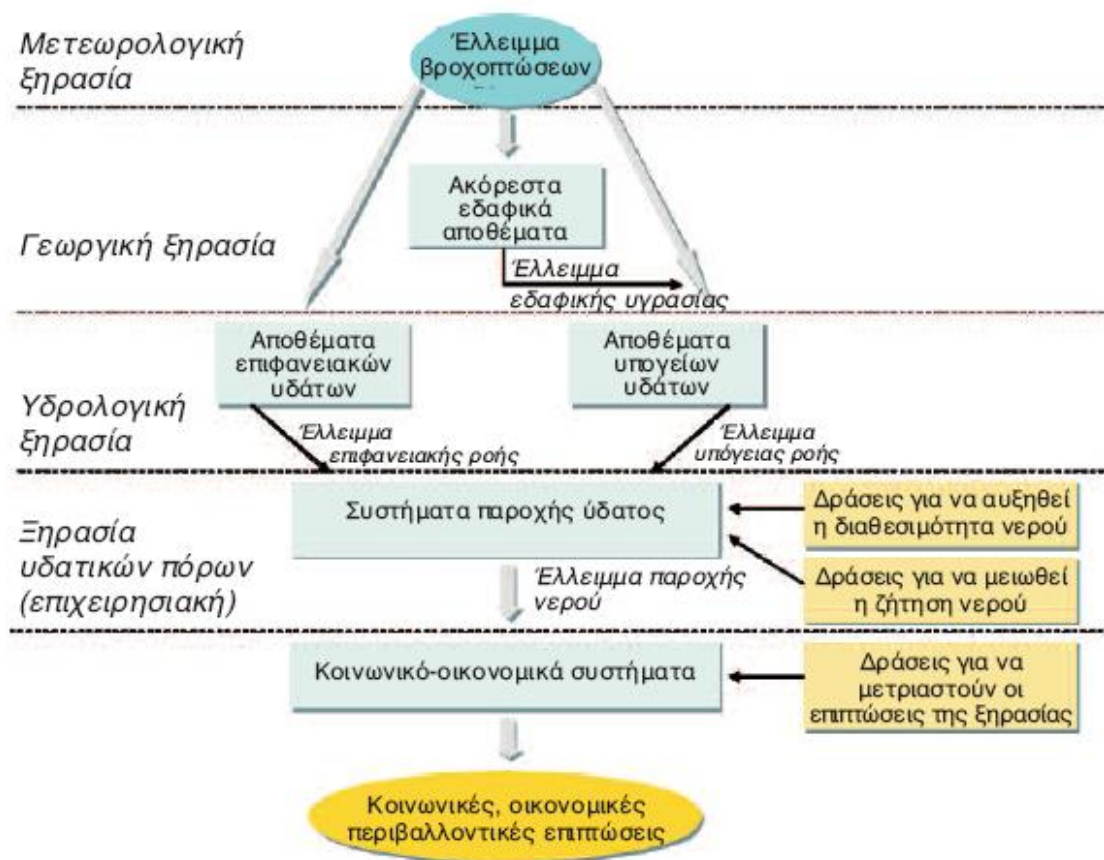 Μετεωρολογική
ξηρασία
Έλλειμμα
βροχοπτώσεων
Ακόρεστα
εδαφικά
αποθέματα
Γεωργική ξηρασία
Έλλειμμα
εδαφικής υγρασίας
Αποθέματα
επιφανειακών
υδάτων
Αποθέματα
υπογείων
υδάτων
Υδρολογική
ξηρασία
Έλλειμμα
επιφανειακής ροής
Έλλειμμα
υπόγειας ροής
Συστήματα παροχής ύδατος
Δράσεις για να αυξηθεί
η διαθεσιμότητα νερού
Ξηρασία
υδατικών πόρων
(επιχειρησιακή)
Έλλειμμα παροχής
νερού
Δράσεις για να μειωθεί
η ζήτηση νερού
Κοινωνικό-οικονομικά συστήματα
Δράσεις για να
μετριαστούν οι
επιπτώσεις της ξηρασίας
Κοινωνικές, οικονομικές
περιβαλλοντικές επιπτώσεις